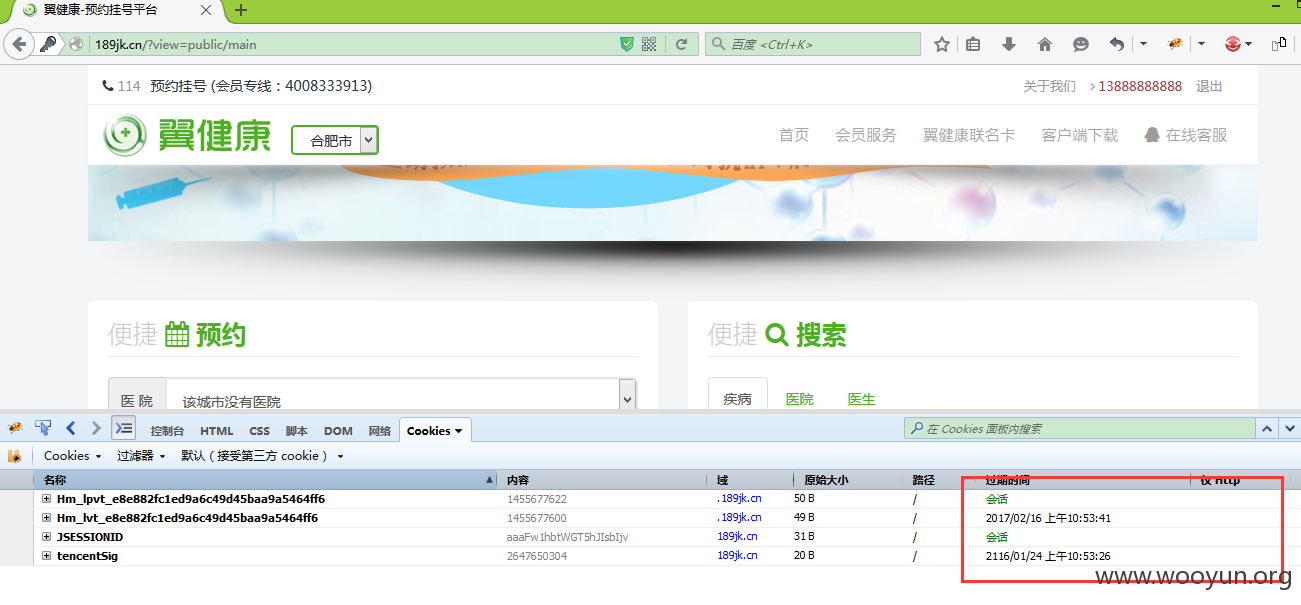 翼健康-预约挂号平台
189jk.cn/?view=public/main
百度 <Ctrl+K>
114 预约挂号 (会员专线：4008333913)
关于我们 13888888888 退出
翼健康 合肥市
首页 会员服务 翼健康联名卡 客户端下载 在线客服
便捷 预约
便捷 搜索
医 院 该城市没有医院
疾病 医院 医生
控制台 HTML CSS 脚本 DOM 网络 Cookies
在 Cookies 面板内搜索
Cookies 过滤器 默认（接受第三方 cookie）
名称 内容 域 原始大小 路径 过期时间 仅 Http
Hm_lpvt_e8e882fc1ed9a6c49d45baa9a5464ff6 1455677622 .189jk.cn 50 B / 会话
Hm_lvt_e8e882fc1ed9a6c49d45baa9a5464ff6 1455677600 .189jk.cn 49 B / 2017/02/16 上午10:53:41
JSESSIONID aaaFw1hbtWGT5hJIsbIjv 189jk.cn 31 B / 会话
tencentSig 2647650304 189jk.cn 20 B / 2116/01/24 上午10:53:26
www.wooyun.org